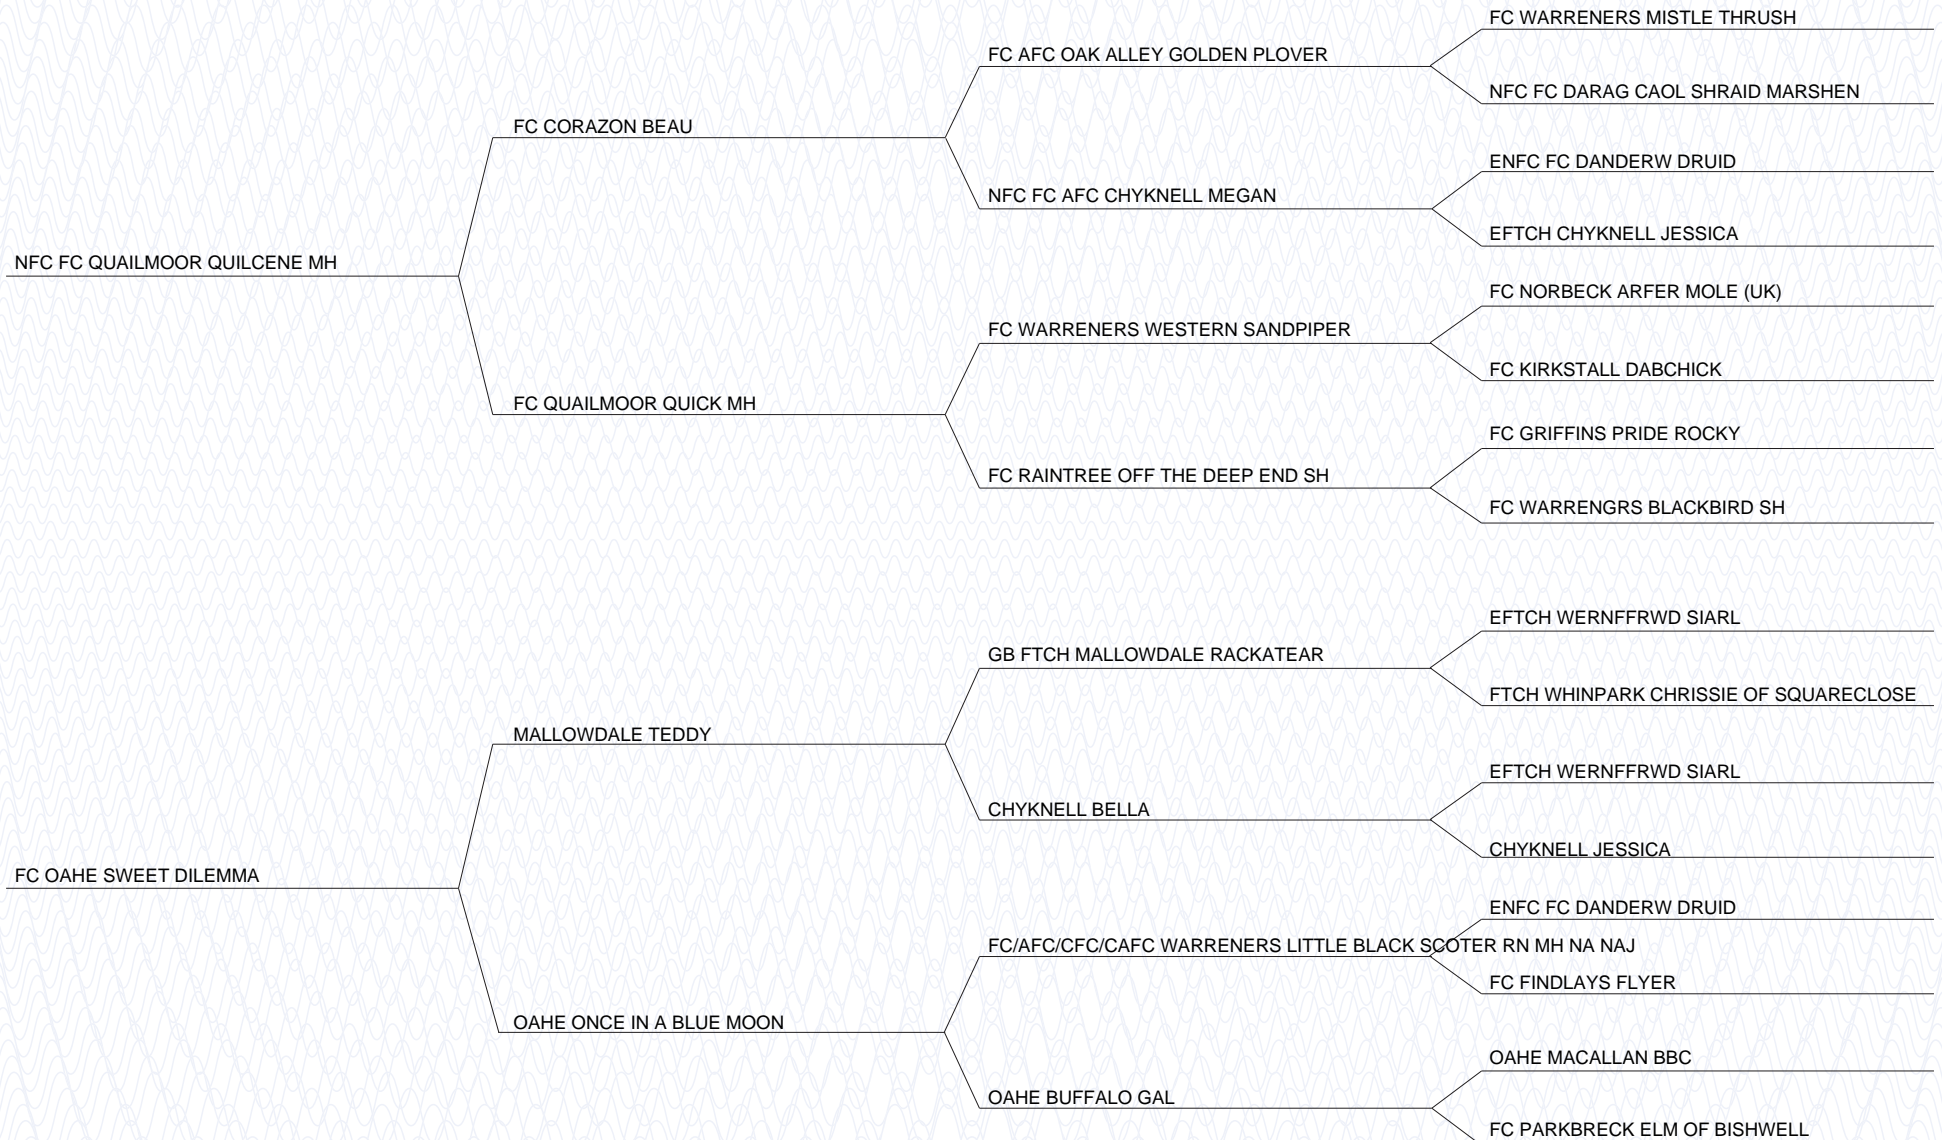 FC WARRENERS MISTLE THRUSH
FC AFC OAK ALLEY GOLDEN PLOVER
NFC FC DARAG CAOL SHRAID MARSHEN
FC CORAZON BEAU
ENFC FC DANDERW DRUID
NFC FC AFC CHYKNELL MEGAN
EFTCH CHYKNELL JESSICA
NFC FC QUAILMOOR QUILCENE MH
FC NORBECK ARFER MOLE (UK)
FC WARRENERS WESTERN SANDPIPER
FC KIRKSTALL DABCHICK
FC QUAILMOOR QUICK MH
FC GRIFFINS PRIDE ROCKY
FC RAINTREE OFF THE DEEP END SH
FC WARRENGRS BLACKBIRD SH
EFTCH WERNFFRWD SIARL
GB FTCH MALLOWDALE RACKATEAR
FTCH WHINPARK CHRISSIE OF SQUARECLOSE
MALLOWDALE TEDDY
EFTCH WERNFFRWD SIARL
CHYKNELL BELLA
CHYKNELL JESSICA
FC OAHE SWEET DILEMMA
ENFC FC DANDERW DRUID
FC/AFC/CFC/CAFC WARRENERS LITTLE BLACK SCOTER RN MH NA NAJ
FC FINDLAYS FLYER
OAHE ONCE IN A BLUE MOON
OAHE MACALLAN BBC
OAHE BUFFALO GAL
FC PARKBRECK ELM OF BISHWELL